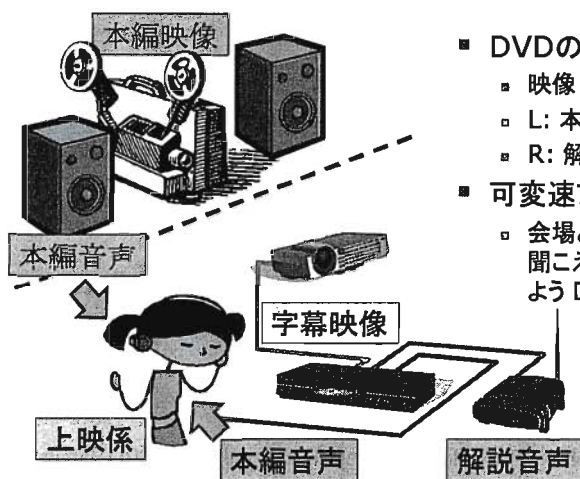 本編映像
本編音声
字幕映像
上映係
本編音声
解説音声
■ DVDの
▫ 映像
▫ L: 本
▫ R: 解
■ 可変速
▫ 会場
聞こえ
よう